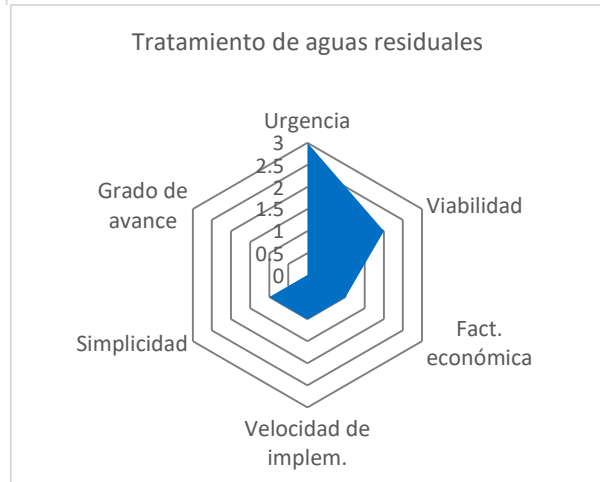 Tratamiento de aguas residuales
Urgencia
3
2.5
2
1.5
1
0.5
0
Viabilidad
Fact.
económica
Velocidad de
implem.
Simplicidad
Grado de
avance